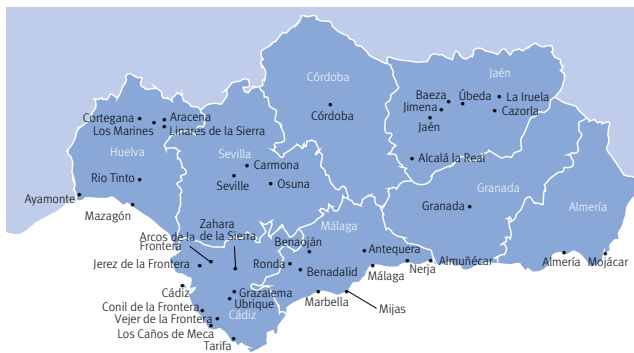 Córdoba
Córdoba
Jaén
Baeza
Úbeda
La Iruela
Jimena
Cazorla
Jaén
Alcalá la Real
Cortegana
Aracena
Los Marines
Linares de la Sierra
Huelva
Sevilla
Carmona
Rio Tinto
Seville
Osuna
Ayamonte
Mazagón
Granada
Granada
Almería
Málaga
Zahara
de la Sierra
Arcos de la
Frontera
Benaoján
Antequera
Jerez de la Frontera
Ronda
Benadalid
Málaga
Nerja
Almuñécar
Almería
Mojácar
Cádiz
Grazalema
Ubrique
Marbella
Mijas
Conil de la Frontera
Cádiz
Vejer de la Frontera
Los Caños de Meca
Tarifa